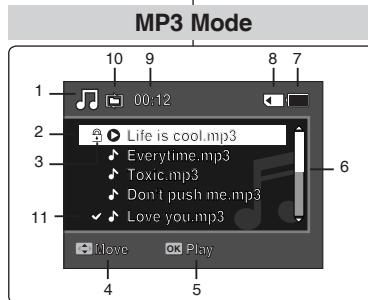 MP3 Mode
10 9 8 7
1 00:12
2 Life is cool.mp3
3 Everytime.mp3
6
Toxic.mp3
Don't push me.mp3
11 Love you.mp3
Move OK Play
4 5